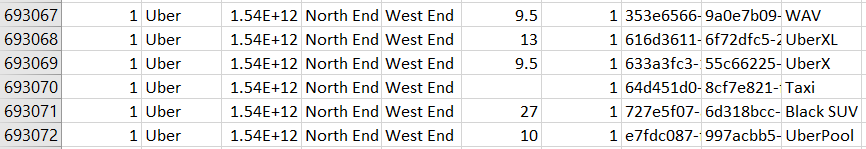 693067 1 Uber 1.54E+12 North End West End 9.5 1 353e6566- 9a0e7b09- WAV
693068 1 Uber 1.54E+12 North End West End 13 1 616d3611- 6f72dfc5-2 UberXL
693069 1 Uber 1.54E+12 North End West End 9.5 1 633a3fc3- 55c66225- UberX
693070 1 Uber 1.54E+12 North End West End 1 64d451d0- 8cf7e821- Taxi
693071 1 Uber 1.54E+12 North End West End 27 1 727e5f07- 6d318bcc- Black SUV
693072 1 Uber 1.54E+12 North End West End 10 1 e7fdc087- 997acbb5- UberPool